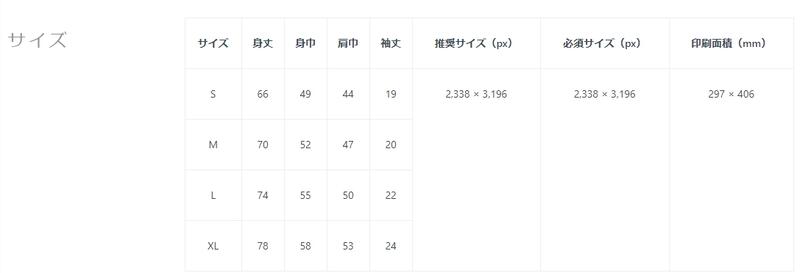 サイズ
サイズ 身丈 身巾 肩巾 袖丈 推奨サイズ（px） 必須サイズ（px） 印刷面積（mm）
S 66 49 44 19 2,338 × 3,196 2,338 × 3,196 297 × 406
M 70 52 47 20
L 74 55 50 22
XL 78 58 53 24